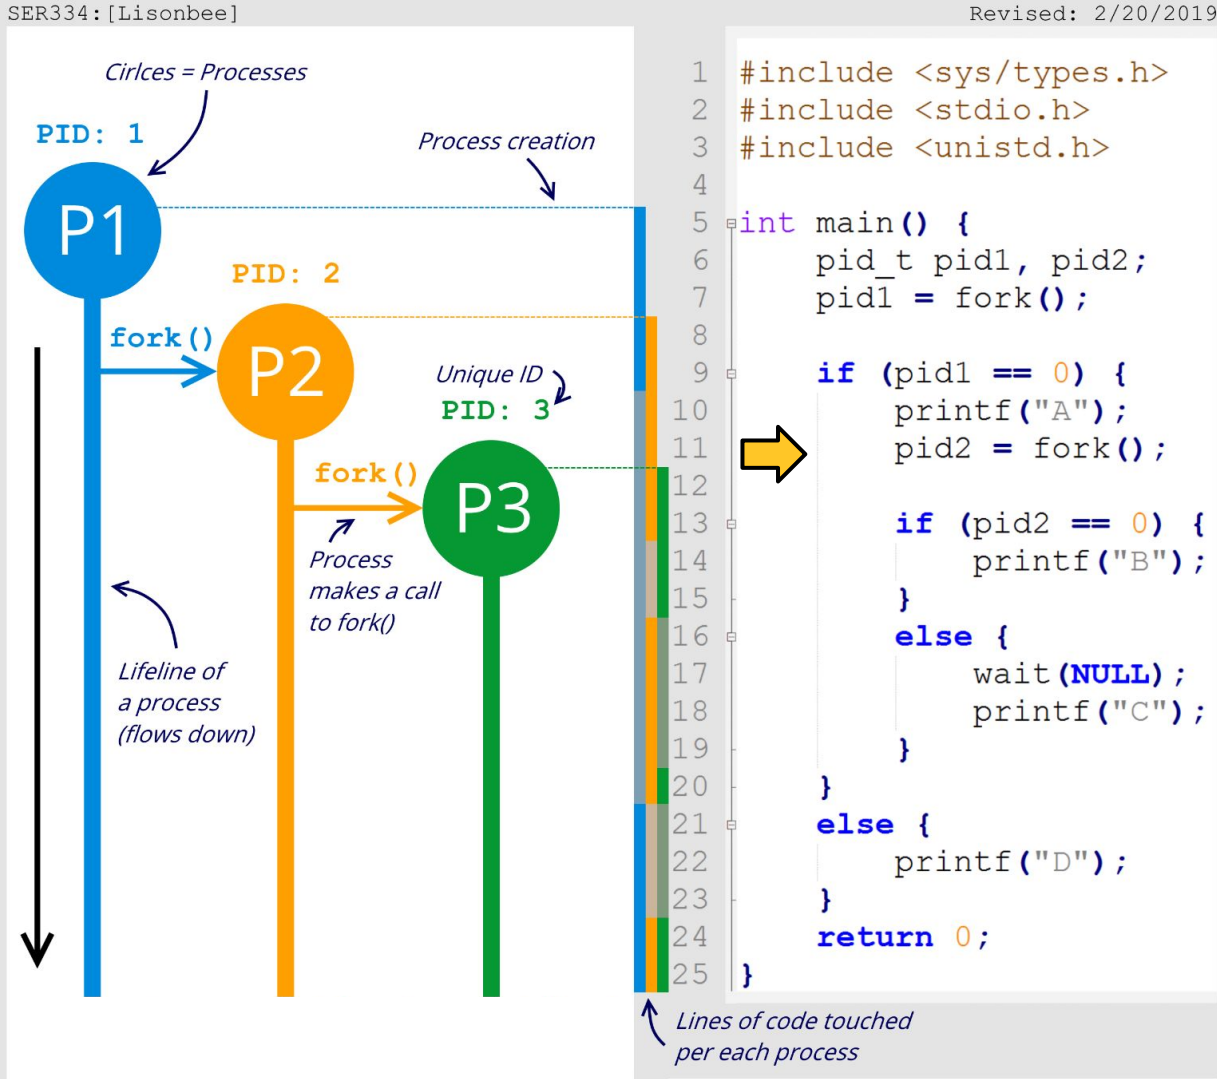 SER334:[Lisonbee]
Revised: 2/20/2019
Cirlces = Processes
PID: 1
P1
Process creation
PID: 2
fork()
P2
Unique ID
PID: 3
fork()
P3
Process
makes a call
to fork()
Lifeline of
a process
(flows down)
1 #include <sys/types.h>
2 #include <stdio.h>
3 #include <unistd.h>
4
5 int main() {
6 pid_t pid1, pid2;
7 pid1 = fork();
8
9 if (pid1 == 0) {
10 printf("A");
11 pid2 = fork();
12
13 if (pid2 == 0) {
14 printf("B");
15 }
16 else {
17 wait(NULL);
18 printf("C");
19 }
20 }
21 else {
22 printf("D");
23 }
24 return 0;
25 }
Lines of code touched
per each process